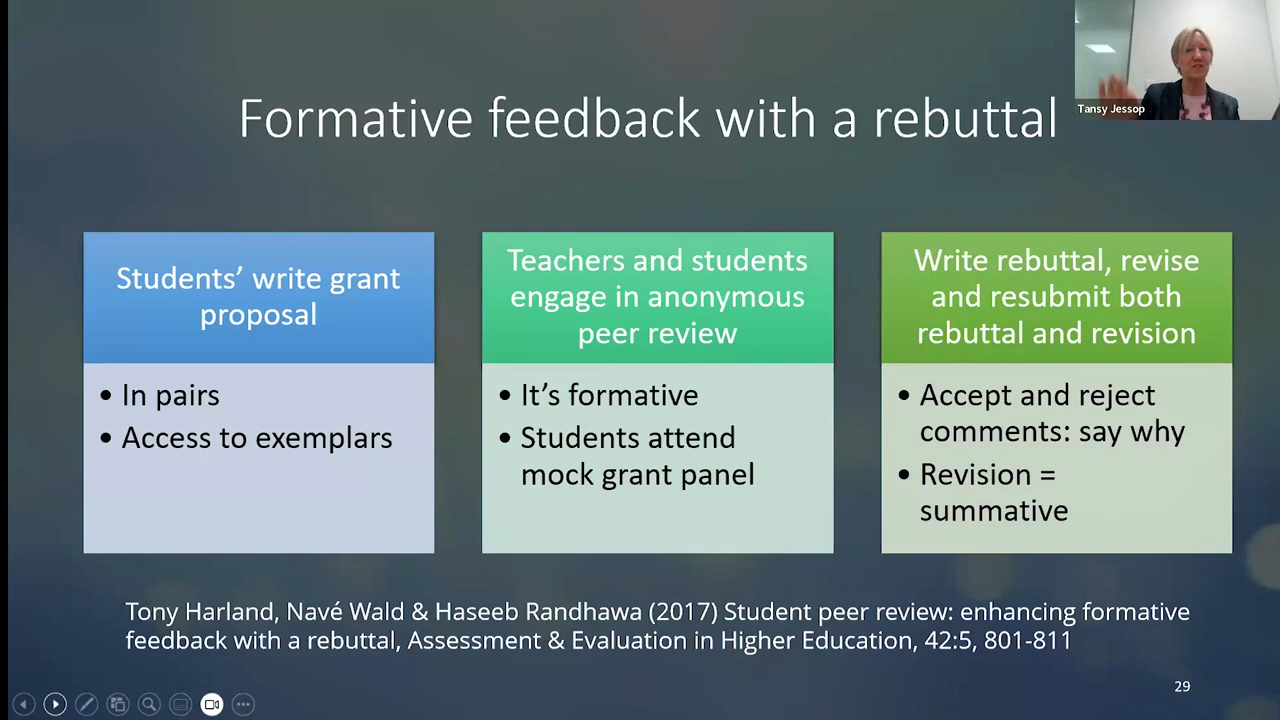 Formative feedback with a rebuttal
Tansy Jessop
Students’ write grant
proposal
• In pairs
• Access to exemplars
Teachers and students
engage in anonymous
peer review
• It’s formative
• Students attend
mock grant panel
Write rebuttal, revise
and resubmit both
rebuttal and revision
• Accept and reject
comments: say why
• Revision =
summative
Tony Harland, Navé Wald & Haseeb Randhawa (2017) Student peer review: enhancing formative
feedback with a rebuttal, Assessment & Evaluation in Higher Education, 42:5, 801-811
29